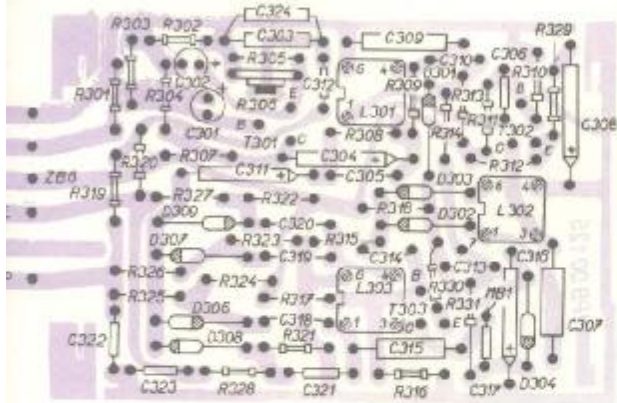 C324
R303 R302
C303 C309 R329
R305 C310 C306
C302 C312 R309 D301 R310
R301 R304 R306 E L301 R313 B
C301 B R308 R314 R311 T302 C308
T301 C C E
R320 R307 C304 R312
Z66 C311 C305 D303
R319 R327 R322 L302
D309 R318 D302
C320
D307 R323 R315 C314
C319 C313 C316
R326 R324 L303 B R330
R325 R317 T303 R331 MB1
D306 C318 E C307
C322 D308 R321 C315
C323 R328 C321 R316 C317 D304